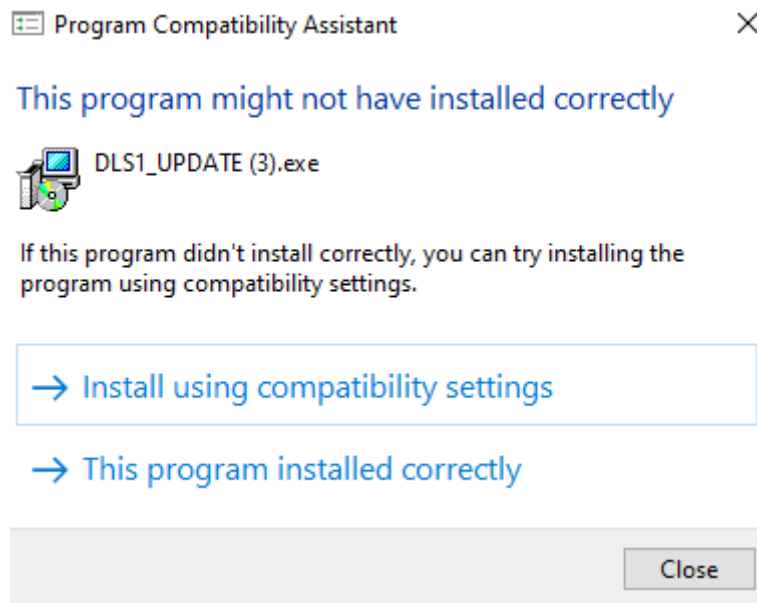 Program Compatibility Assistant
This program might not have installed correctly
DLS1_UPDATE (3).exe
If this program didn't install correctly, you can try installing the
program using compatibility settings.
Install using compatibility settings
This program installed correctly
Close